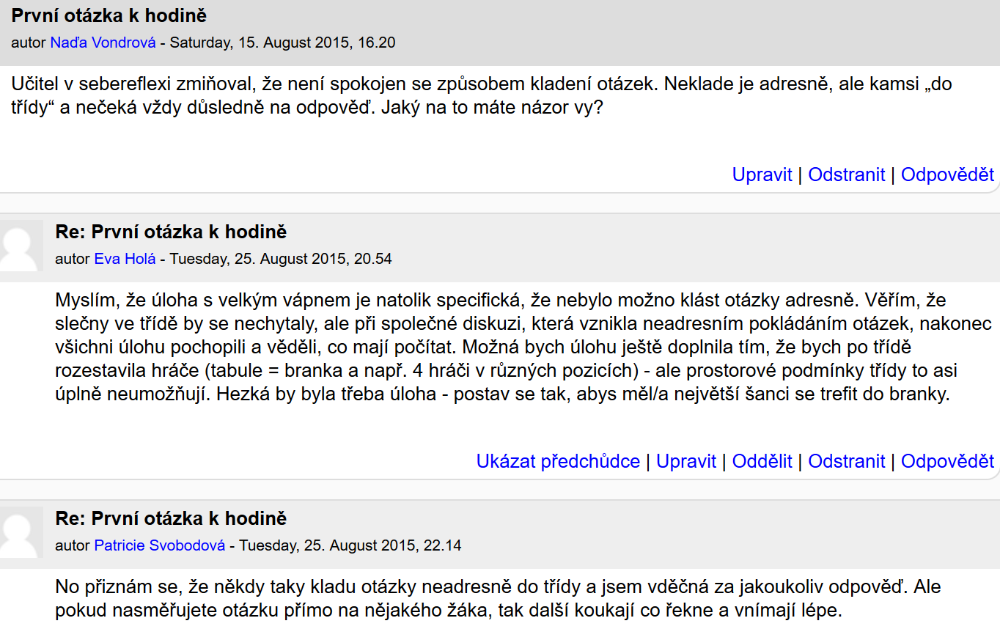 První otázka k hodině
autor Naďa Vondrová - Saturday, 15. August 2015, 16.20
Učitel v sebereflexi zmiňoval, že není spokojen se způsobem kladení otázek. Neklade je adresně, ale kamsi „do
třídy“ a nečeká vždy důsledně na odpověď. Jaký na to máte názor vy?
Upravit | Odstranit | Odpovědět
Re: První otázka k hodině
autor Eva Holá - Tuesday, 25. August 2015, 20.54
Myslím, že úloha s velkým vápnem je natolik specifická, že nebylo možno klást otázky adresně. Věřím, že
slečny ve třídě by se nechytaly, ale při společné diskuzi, která vznikla neadresním pokládáním otázek, nakonec
všichni úlohu pochopili a věděli, co mají počítat. Možná bych úlohu ještě doplnila tím, že bych po třídě
rozestavila hráče (tabule = branka a např. 4 hráči v různých pozicích) - ale prostorové podmínky třídy to asi
úplně neumožňují. Hezká by byla třeba úloha - postav se tak, abys měl/a největší šanci se trefit do branky.
Ukázat předchůdce | Upravit | Oddělit | Odstranit | Odpovědět
Re: První otázka k hodině
autor Patricie Svobodová - Tuesday, 25. August 2015, 22.14
No přiznám se, že někdy taky kladu otázky neadresně do třídy a jsem vděčná za jakoukoliv odpověď. Ale
pokud nasměřujete otázku přímo na nějakého žáka, tak další koukají co řekne a vnímají lépe.